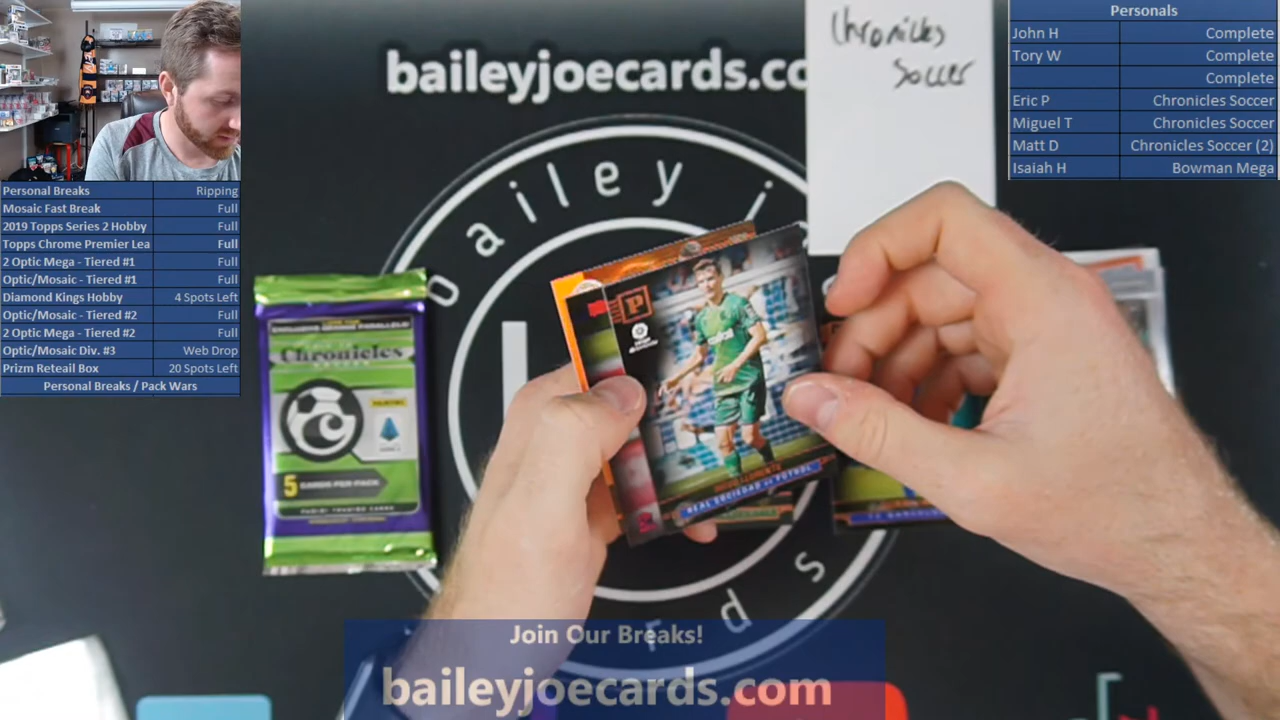 Personal Breaks Ripping
Mosaic Fast Break Full
2019 Topps Series 2 Hobby Full
Topps Chrome Premier Lea Full
2 Optic Mega - Tiered #1 Full
Optic/Mosaic - Tiered #1 Full
Diamond Kings Hobby 4 Spots Left
Optic/Mosaic - Tiered #2 Full
2 Optic Mega - Tiered #2 Full
Optic/Mosaic Div. #3 Web Drop
Prizm Reteail Box 20 Spots Left
Personal Breaks / Pack Wars
baileyjoecards.co
Chronicles
Soccer
Personals
John H Complete
Tory W Complete
Complete
Eric P Chronicles Soccer
Miguel T Chronicles Soccer
Matt D Chronicles Soccer (2)
Isaiah H Bowman Mega
bailey j
Chronicles
PANINI
5 CARDS PER PACK
P
REAL SOCIEDAD DE FÚTBOL
Join Our Breaks!
baileyjoecards.com